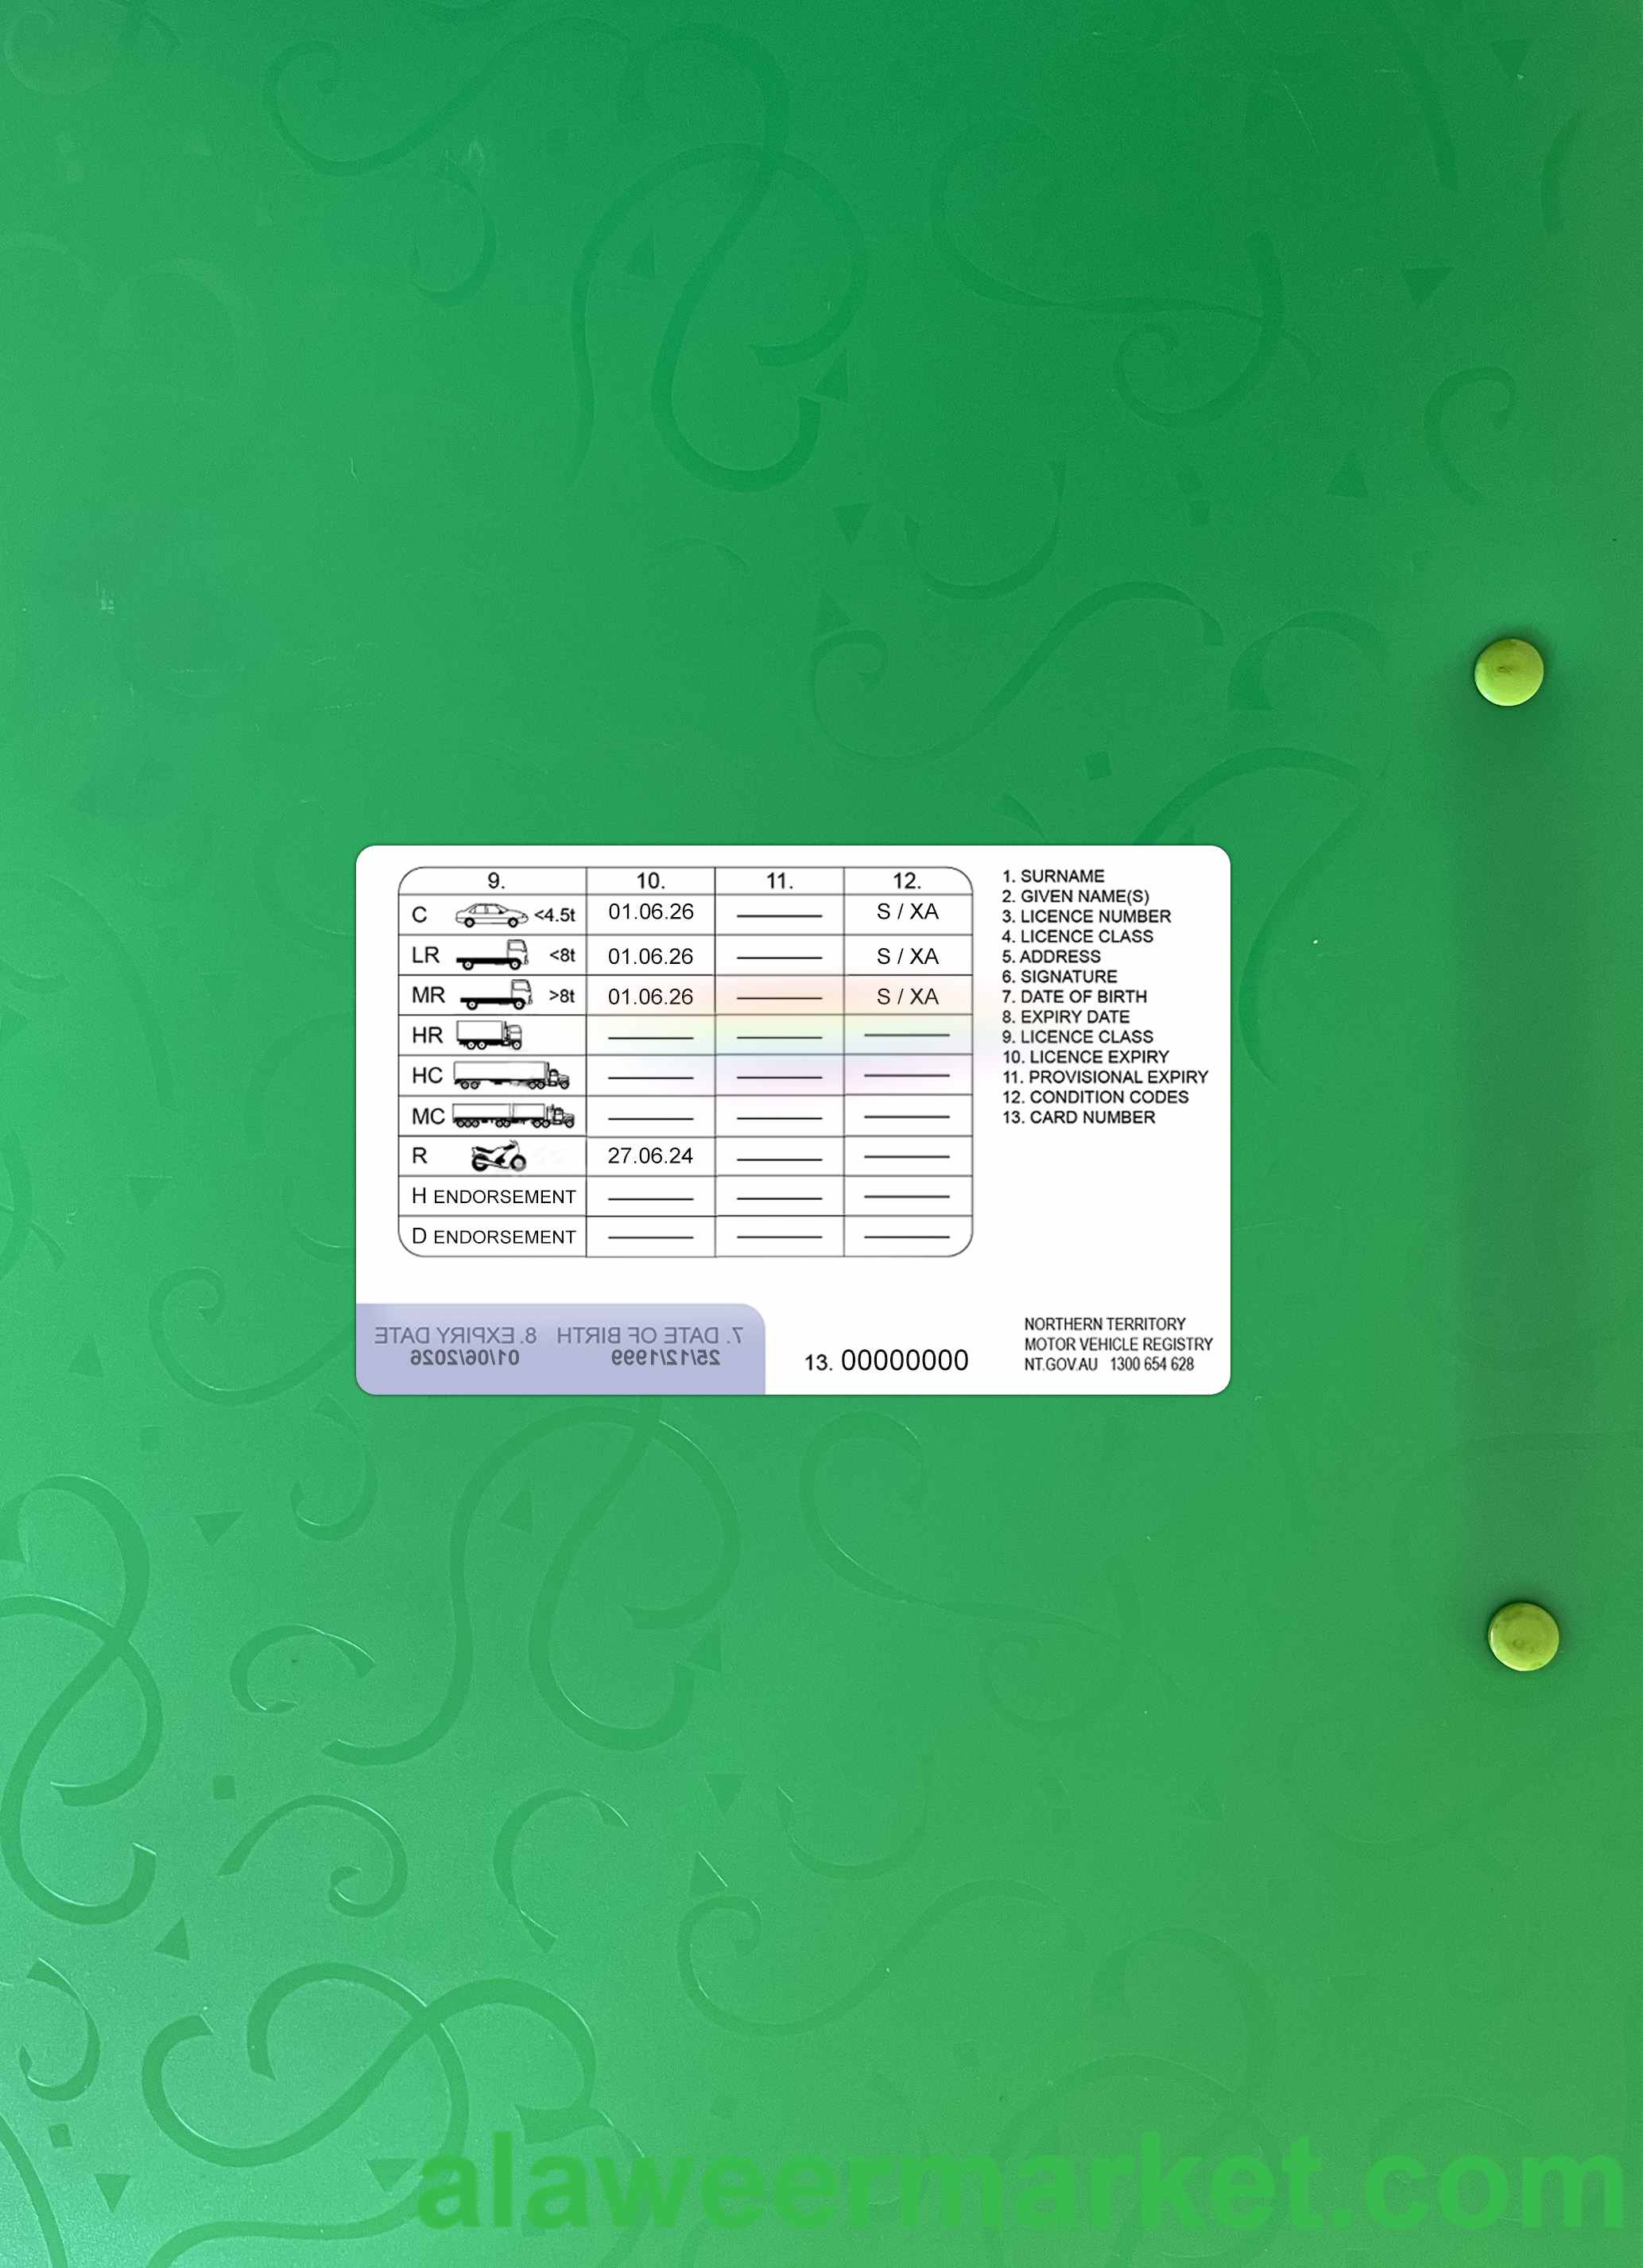 9. 10. 11. 12.
C <4.5t 01.06.26 S / XA
LR <8t 01.06.26 S / XA
MR >8t 01.06.26 S / XA
HR
HC
MC
R 27.06.24
H ENDORSEMENT
D ENDORSEMENT
1. SURNAME
2. GIVEN NAME(S)
3. LICENCE NUMBER
4. LICENCE CLASS
5. ADDRESS
6. SIGNATURE
7. DATE OF BIRTH
8. EXPIRY DATE
9. LICENCE CLASS
10. LICENCE EXPIRY
11. PROVISIONAL EXPIRY
12. CONDITION CODES
13. CARD NUMBER
7. DATE OF BIRTH 8. EXPIRY DATE
25/12/1999 01/06/2026
13. 00000000
NORTHERN TERRITORY
MOTOR VEHICLE REGISTRY
NT.GOV.AU 1300 654 628
alaweermarket.com